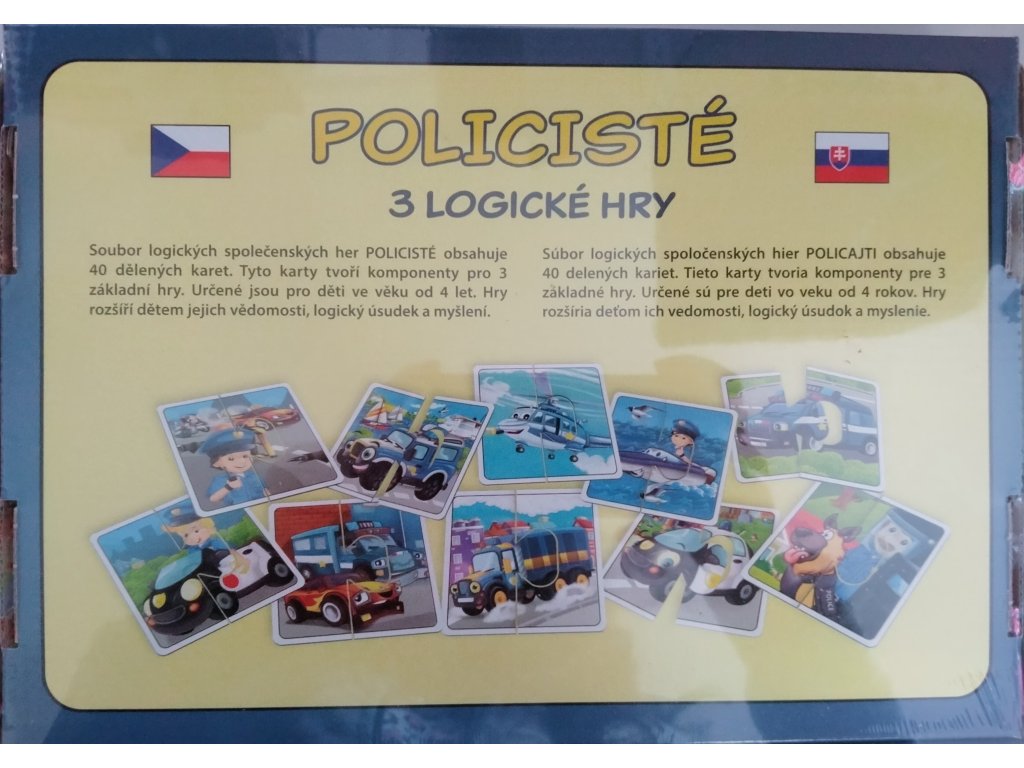 POLICISTÉ
3 LOGICKÉ HRY
Soubor logických společenských her POLICISTÉ obsahuje
40 dělených karet. Tyto karty tvoří komponenty pro 3
základní hry. Určené jsou pro děti ve věku od 4 let. Hry
rozšíří dětem jejich vědomosti, logický úsudek a myšlení.
Súbor logických spoločenských hier POLICAJTI obsahuje
40 delených kariet. Tieto karty tvoria komponenty pre 3
základné hry. Určené sú pre deti vo veku od 4 rokov. Hry
rozšíria deťom ich vedomosti, logický úsudok a myslenie.